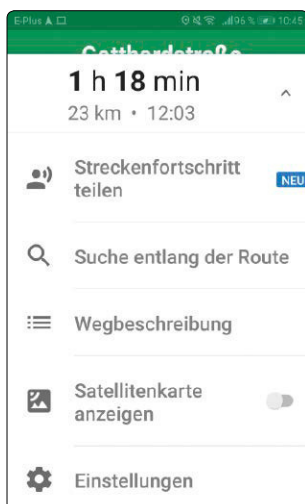 E-Plus
96 % 10:45
Gotthardstraße
1 h 18 min
23 km • 12:03
Streckenfortschritt
teilen
NEU
Suche entlang der Route
Wegbeschreibung
Satellitenkarte
anzeigen
Einstellungen